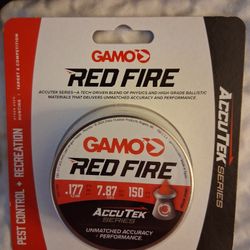 GAMO
RED FIRE
ACCUTEK SERIES—A TECH DRIVEN BLEND OF PHYSICS AND HIGH GRADE BALLISTIC
MATERIALS THAT DELIVERS UNMATCHED ACCURACY AND PERFORMANCE.
PEST CONTROL + RECREATION
TARGET & COMPETITION
ACCUTEK
SERIES
GAMO
RED FIRE
.177
7.87
150
ACCUTEK
SERIES
UNMATCHED ACCURACY
+ PERFORMANCE.